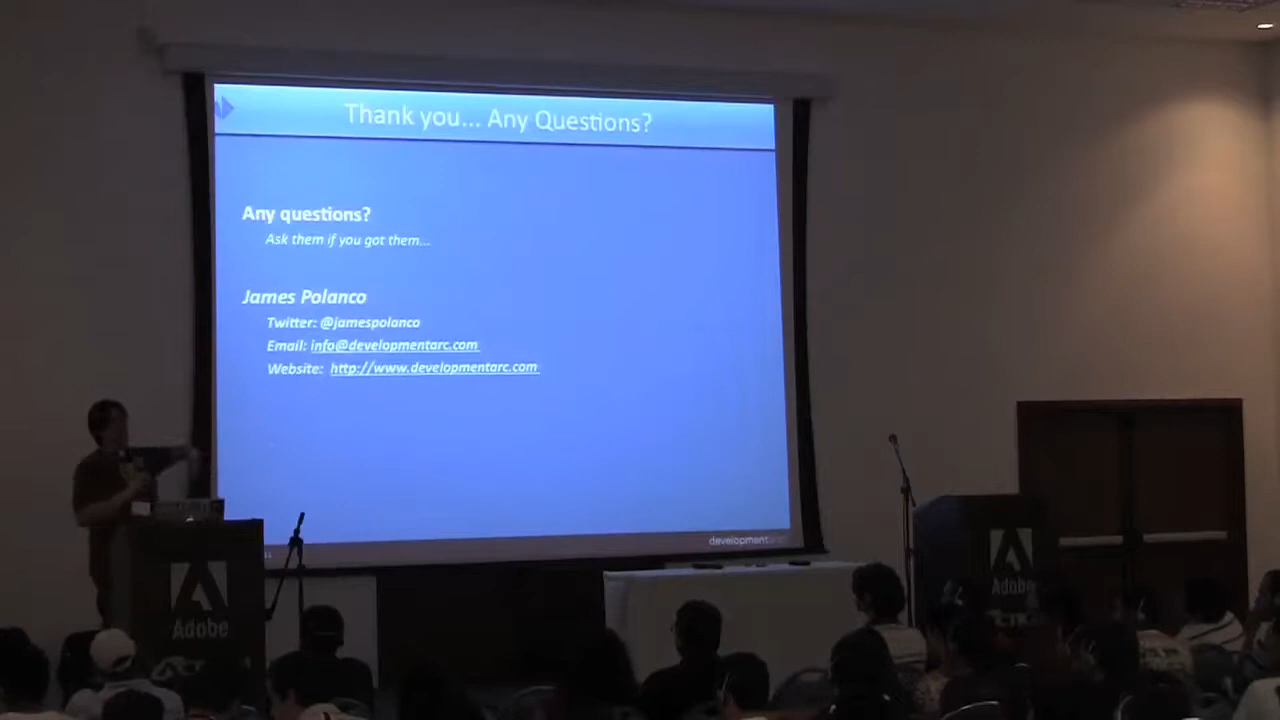 Thank you... Any Questions?
Any questions?
Ask them if you got them...
James Polanco
Twitter: @jamespolanco
Email: info@developmentarc.com
Website: http://www.developmentarc.com
development
Adobe
Adobe